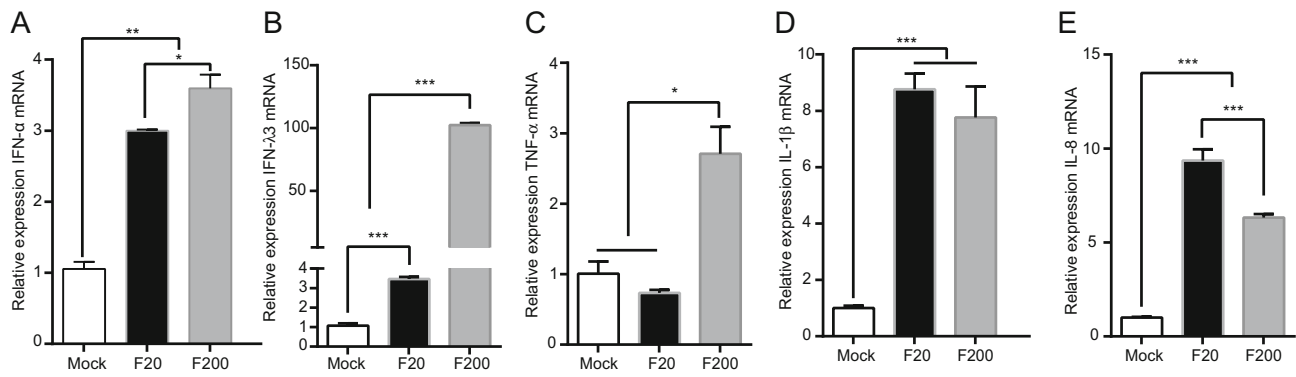 A
Relative expression IFN-α mRNA
4
3
2
1
0
**
*
Mock F20 F200
B
Relative expression IFN-λ3 mRNA
150
100
50
4
3
2
1
0
***
***
Mock F20 F200
C
Relative expression TNF-α mRNA
4
3
2
1
0
*
Mock F20 F200
D
Relative expression IL-1β mRNA
10
8
6
4
2
0
***
Mock F20 F200
E
Relative expression IL-8 mRNA
15
10
5
0
***
***
Mock F20 F200